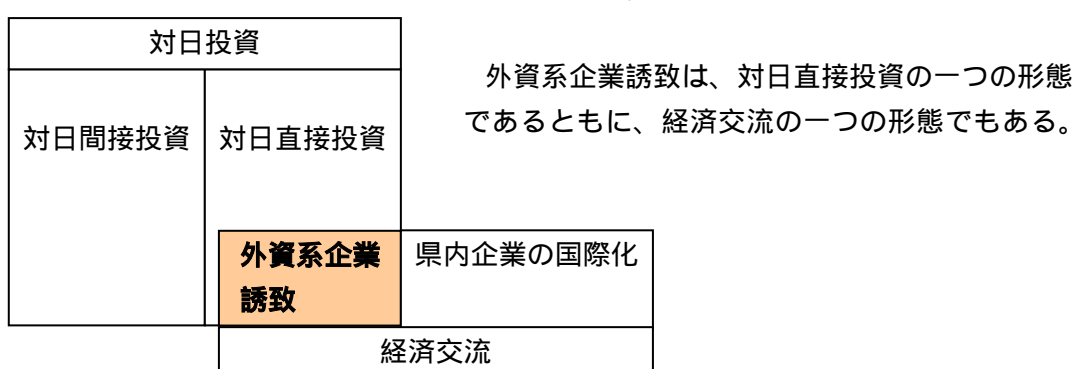 対日投資
対日間接投資
対日直接投資
外資系企業誘致は、対日直接投資の一つの形態
であるともに、経済交流の一つの形態でもある。
外資系企業
誘致
県内企業の国際化
経済交流